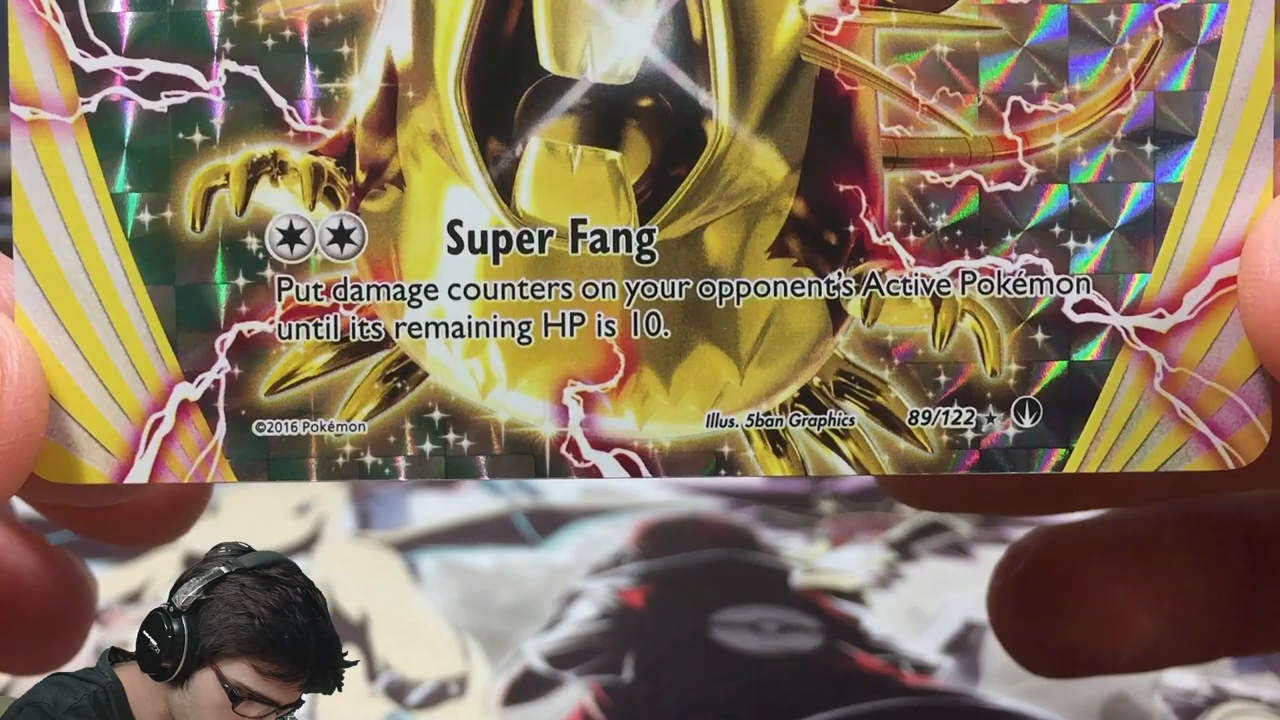 Super Fang
Put damage counters on your opponent's Active Pokémon
until its remaining HP is 10.
©2016 Pokémon
Illus. 5ban Graphics
89/122